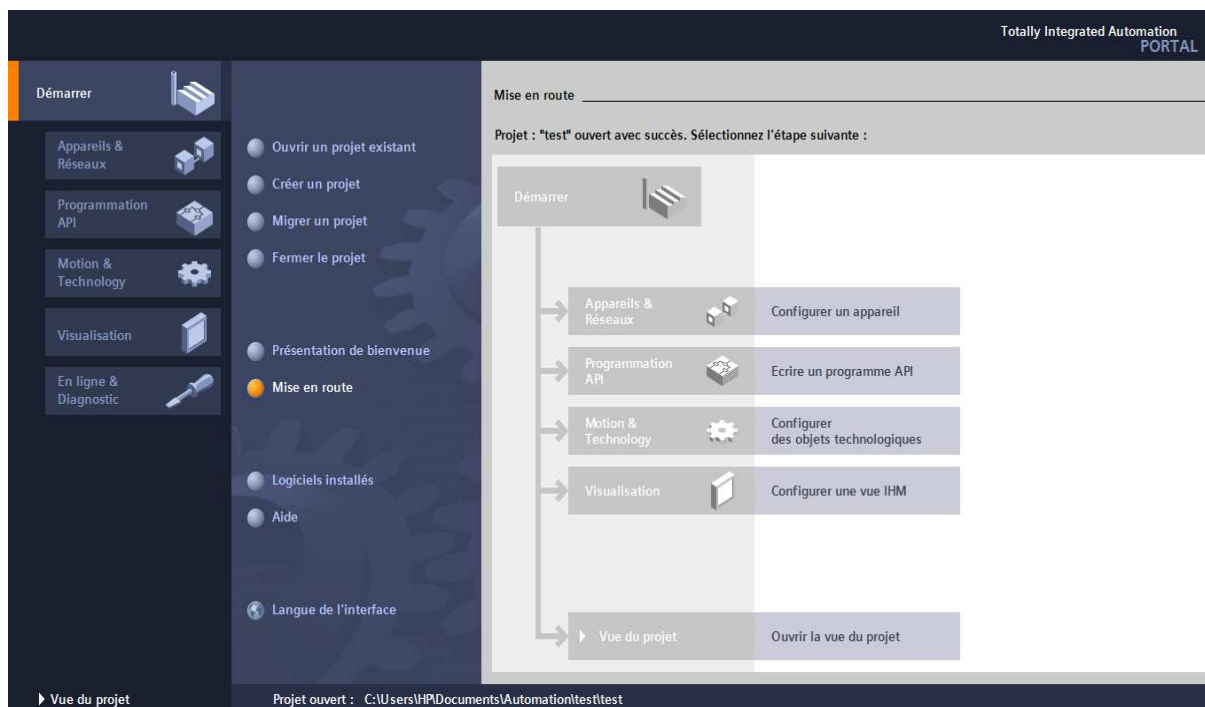 Totally Integrated Automation
PORTAL
Démarrer
Appareils &
Réseaux
Programmation
API
Motion &
Technology
Visualisation
En ligne &
Diagnostic
Vue du projet
Ouvrir un projet existant
Créer un projet
Migrer un projet
Fermer le projet
Présentation de bienvenue
Mise en route
Logiciels installés
Aide
Langue de l'interface
Mise en route
Projet : "test" ouvert avec succès. Sélectionnez l'étape suivante :
Démarrer
Appareils &
Réseaux
Configurer un appareil
Programmation
API
Ecrire un programme API
Motion &
Technology
Configurer
des objets technologiques
Visualisation
Configurer une vue IHM
Vue du projet
Ouvrir la vue du projet
Projet ouvert : C:\Users\HP\Documents\Automation\test\test